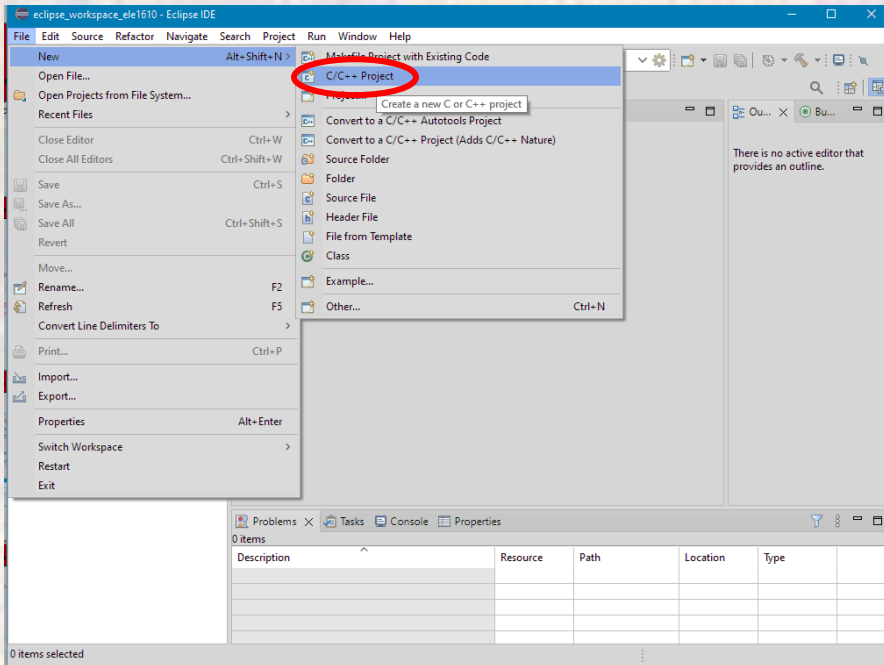 eclipse_workspace_ele1610 - Eclipse IDE
File Edit Source Refactor Navigate Search Project Run Window Help
New Alt+Shift+N >
Open File...
Open Projects from File System...
Recent Files >
Close Editor Ctrl+W
Close All Editors Ctrl+Shift+W
Save Ctrl+S
Save As...
Save All Ctrl+Shift+S
Revert
Move...
Rename... F2
Refresh F5
Convert Line Delimiters To >
Print... Ctrl+P
Import...
Export...
Properties Alt+Enter
Switch Workspace >
Restart
Exit
Makefile Project with Existing Code
C/C++ Project
Project...
Create a new C or C++ project
Convert to a C/C++ Autotools Project
Convert to a C/C++ Project (Adds C/C++ Nature)
Source Folder
Folder
Source File
Header File
File from Template
Class
Example...
Other... Ctrl+N
Ou... Bu...
There is no active editor that
provides an outline.
Problems Tasks Console Properties
0 items
Description Resource Path Location Type
0 items selected